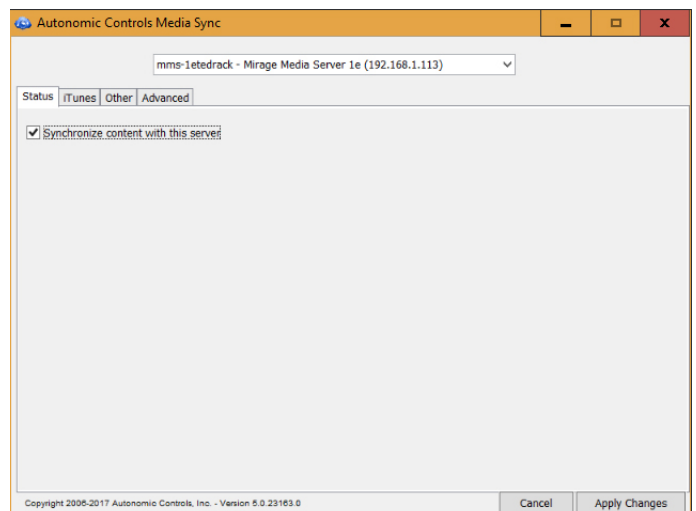 Autonomic Controls Media Sync
mms-1etedrack - Mirage Media Server 1e (192.168.1.113)
Status iTunes Other Advanced
Synchronize content with this server
Copyright 2006-2017 Autonomic Controls, Inc. - Version 6.0.23163.0
Cancel Apply Changes